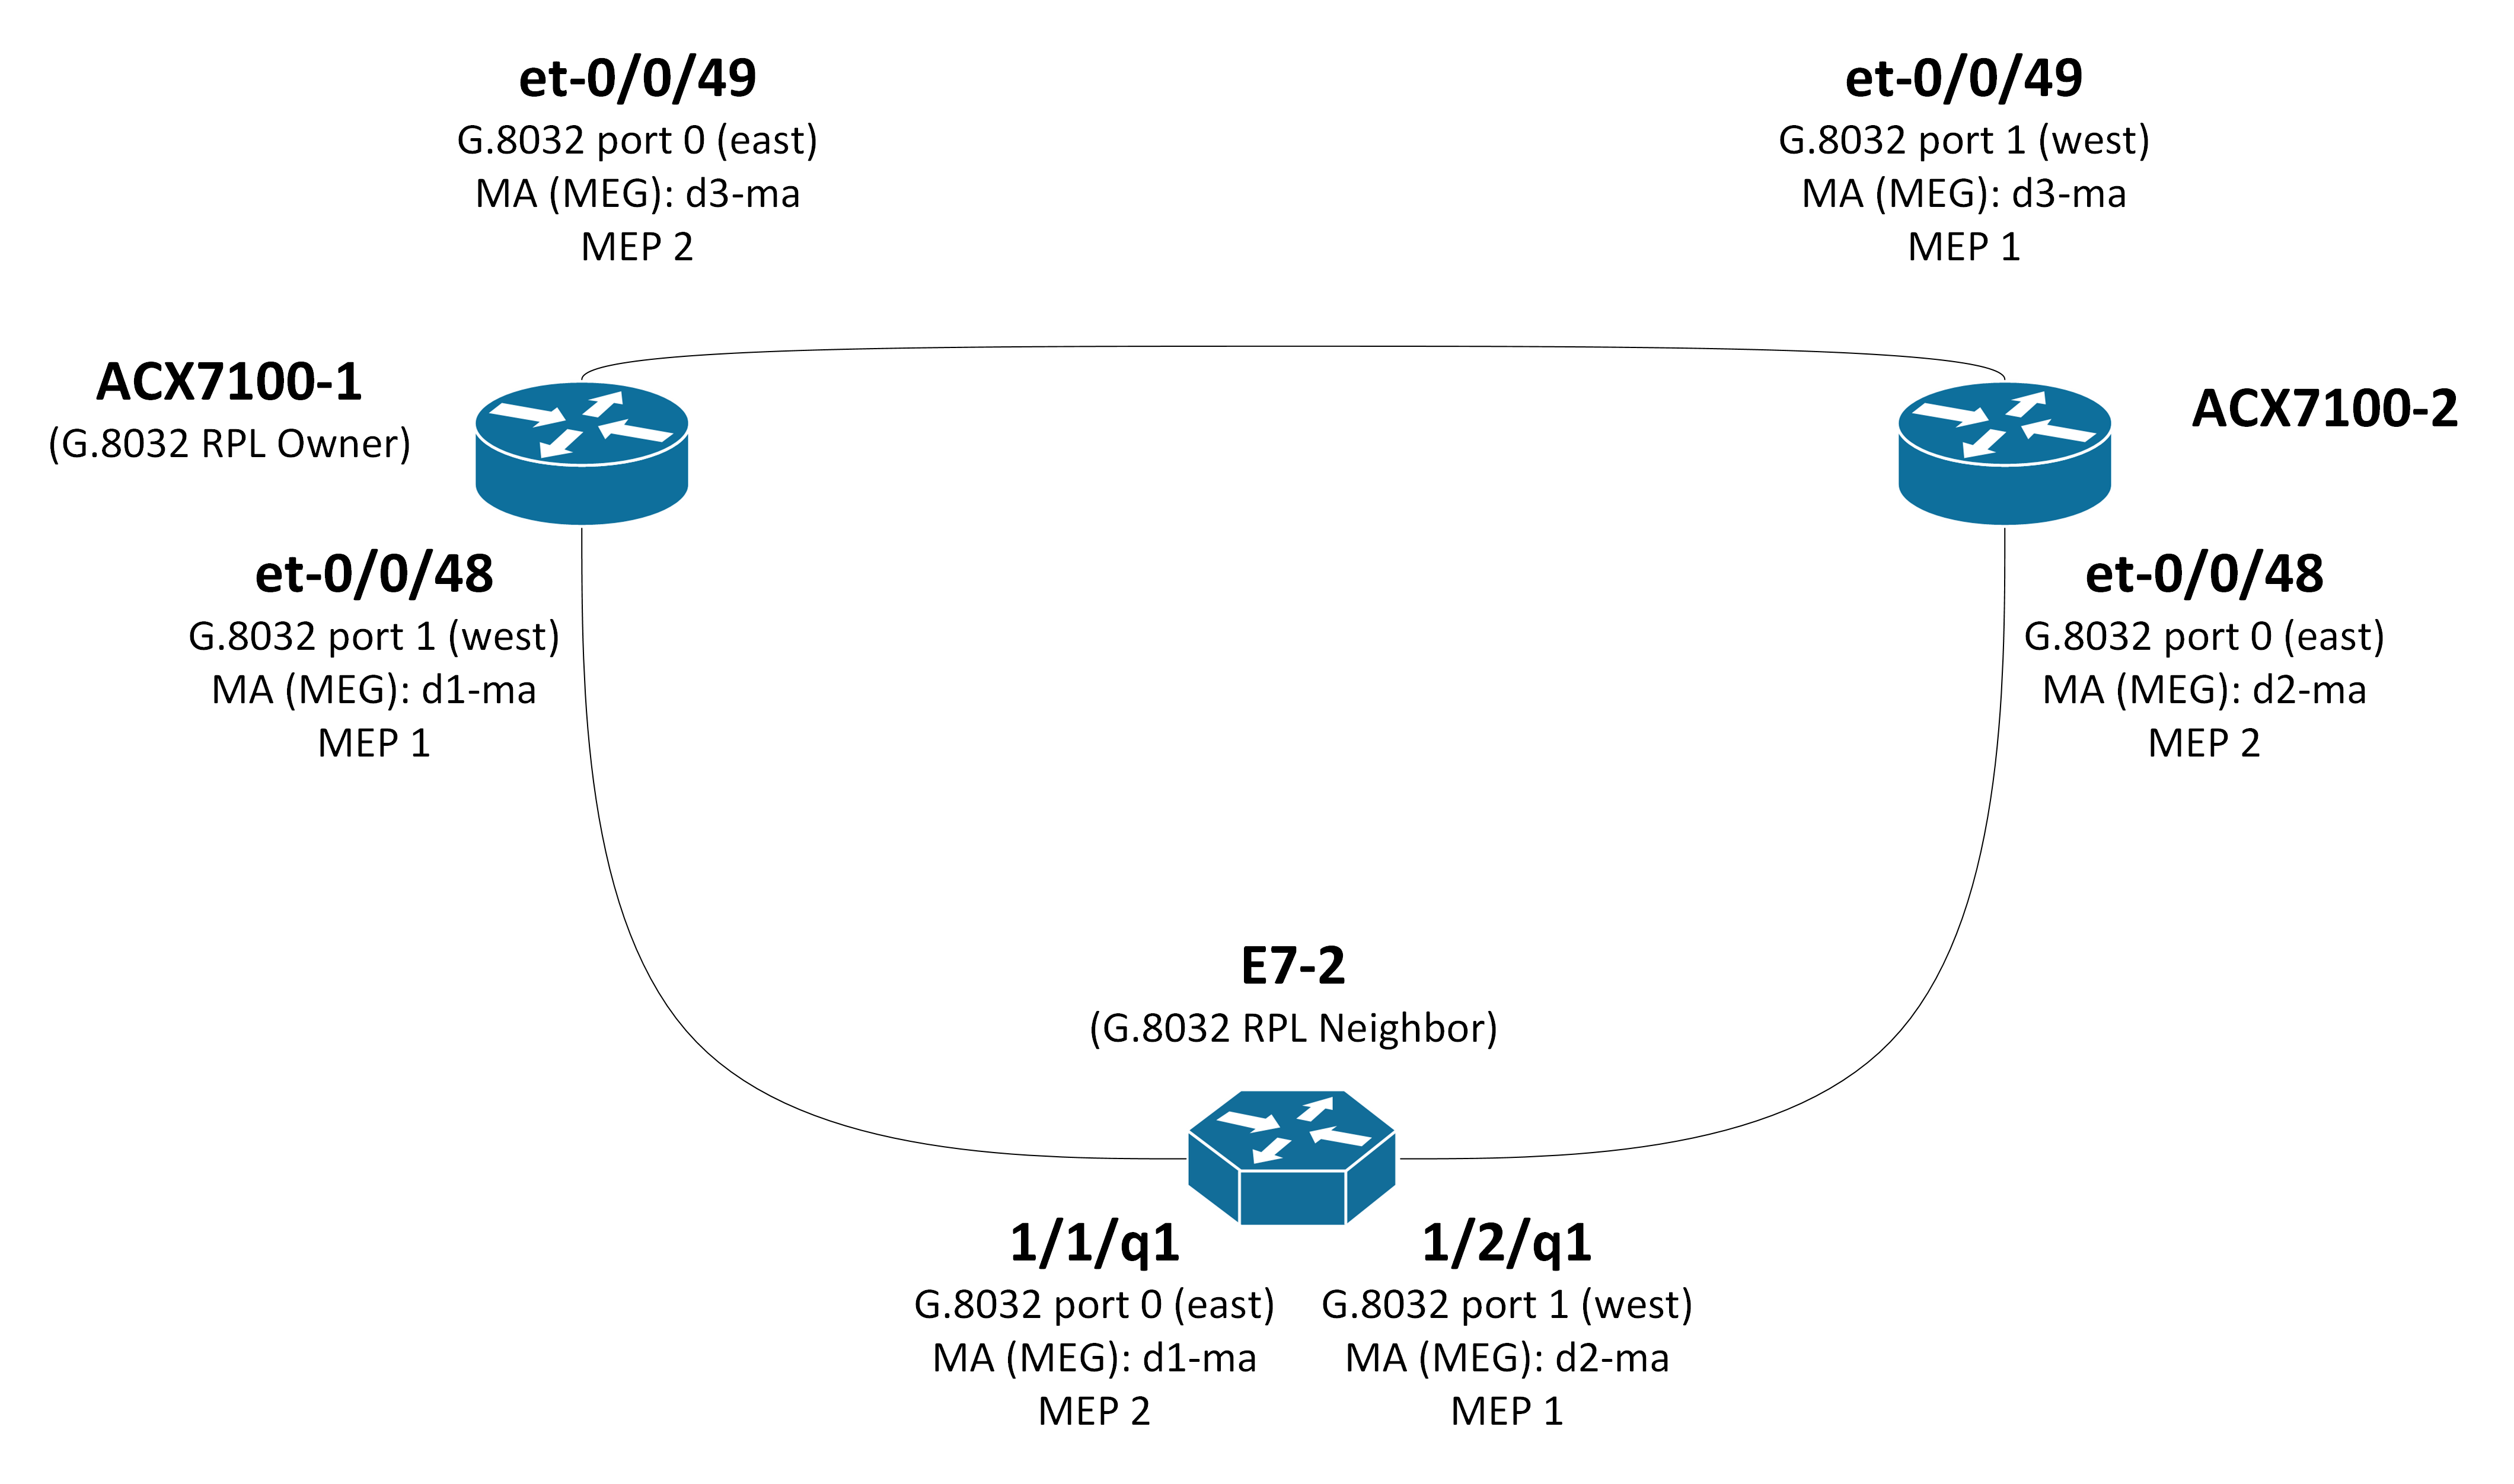 et-0/0/49
G.8032 port 0 (east)
MA (MEG): d3-ma
MEP 2
et-0/0/49
G.8032 port 1 (west)
MA (MEG): d3-ma
MEP 1
ACX7100-1
(G.8032 RPL Owner)
ACX7100-2
et-0/0/48
G.8032 port 1 (west)
MA (MEG): d1-ma
MEP 1
et-0/0/48
G.8032 port 0 (east)
MA (MEG): d2-ma
MEP 2
E7-2
(G.8032 RPL Neighbor)
1/1/q1
G.8032 port 0 (east)
MA (MEG): d1-ma
MEP 2
1/2/q1
G.8032 port 1 (west)
MA (MEG): d2-ma
MEP 1